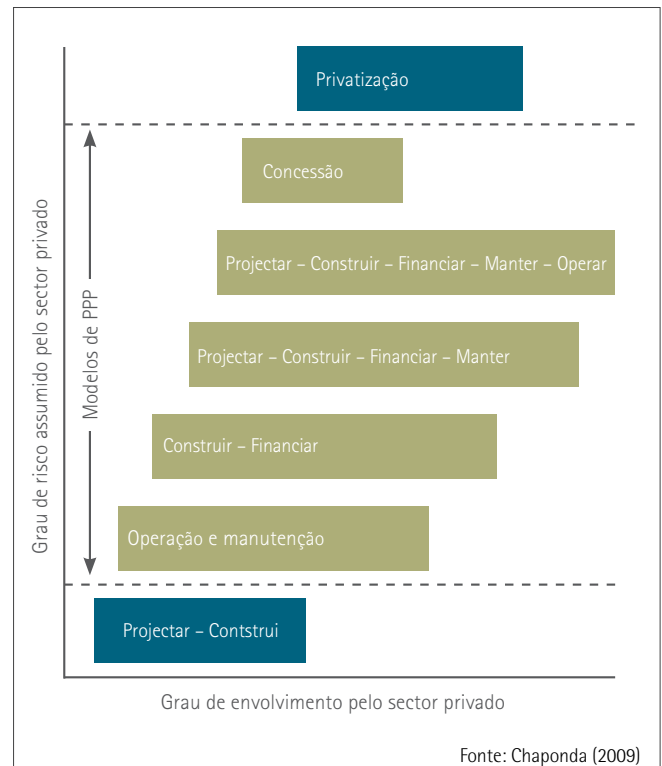 Privatização
Concessão
Projectar – Construir – Financiar – Manter – Operar
Projectar – Construir – Financiar – Manter
Construir – Financiar
Operação e manutenção
Projectar – Contstrui
Grau de risco assumido pelo sector privado
Modelos de PPP
Grau de envolvimento pelo sector privado
Fonte: Chaponda (2009)